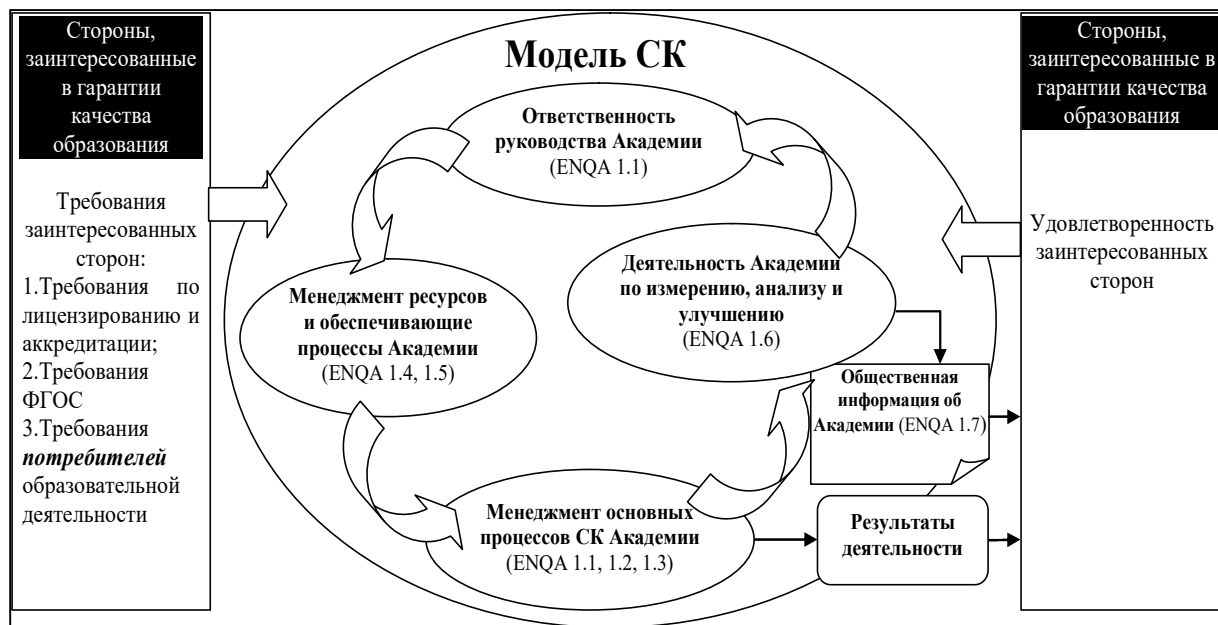 Стороны,
заинтересованные
в гарантии
качества
образования
Требования
заинтересованных
сторон:
1.Требования по
лицензированию и
аккредитации;
2.Требования
ФГОС
3.Требования
потребителей
образовательной
деятельности
Модель СК
Ответственность
руководства Академии
(ENQA 1.1)
Менеджмент ресурсов
и обеспечивающие
процессы Академии
(ENQA 1.4, 1.5)
Деятельность Академии
по измерению, анализу и
улучшению
(ENQA 1.6)
Общественная
информация об
Академии (ENQA 1.7)
Менеджмент основных
процессов СК Академии
(ENQA 1.1, 1.2, 1.3)
Результаты
деятельности
Стороны,
заинтересованные в
гарантии качества
образования
Удовлетворенность
заинтересованных
сторон